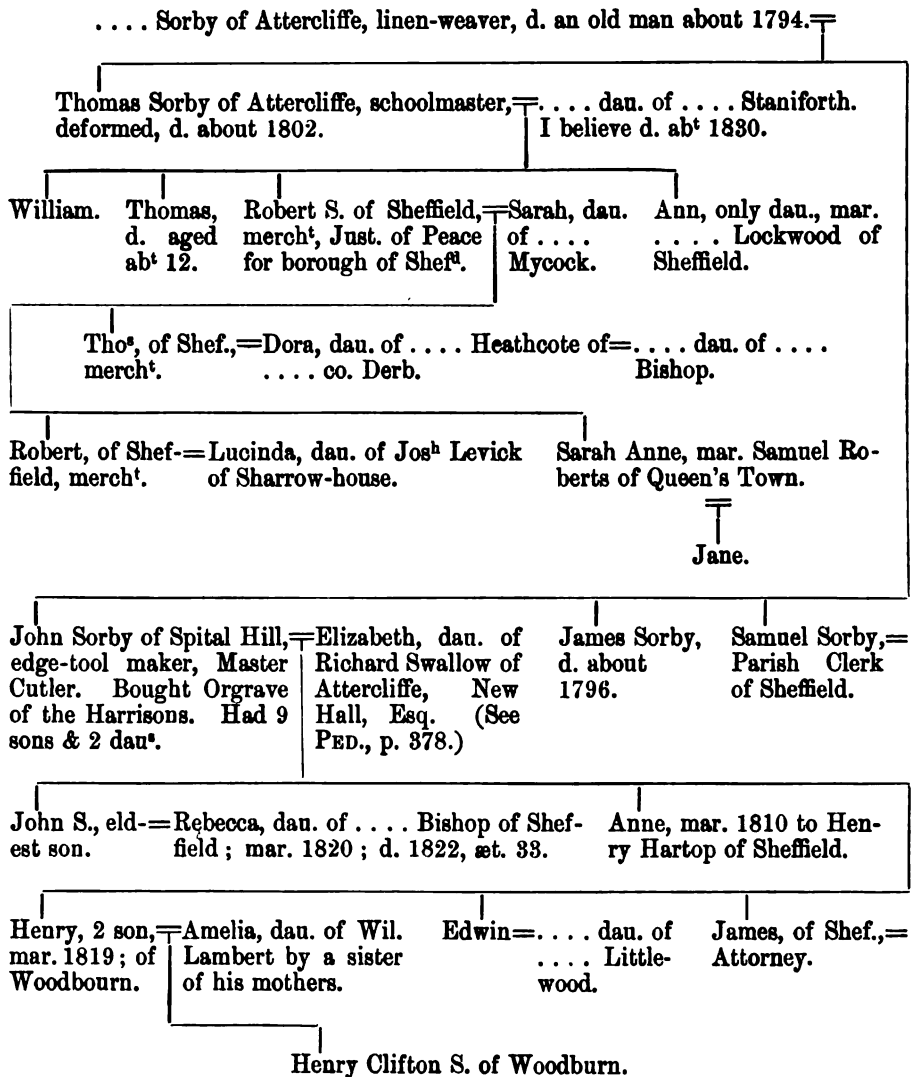 .... Sorby of Attercliffe, linen-weaver, d. an old man about 1794.=
Thomas Sorby of Attercliffe, schoolmaster,=.... dau. of .... Staniforth.
deformed, d. about 1802. I believe d. abᵗ 1830.
William. Thomas, Robert S. of Sheffield,=Sarah, dau. Ann, only dau., mar.
d. aged merchᵗ, Just. of Peace of .... .... Lockwood of
abᵗ 12. for borough of Shefᵈ. Mycock. Sheffield.
Thoˢ, of Shef.,=Dora, dau. of .... Heathcote of=.... dau. of ....
merchᵗ. .... co. Derb. Bishop.
Robert, of Shef-=Lucinda, dau. of Josʰ Levick Sarah Anne, mar. Samuel Ro-
field, merchᵗ. of Sharrow-house. berts of Queen's Town.
=
Jane.
John Sorby of Spital Hill,=Elizabeth, dau. of James Sorby, Samuel Sorby,=
edge-tool maker, Master Richard Swallow of d. about Parish Clerk
Cutler. Bought Orgrave Attercliffe, New 1796. of Sheffield.
of the Harrisons. Had 9 Hall, Esq. (See
sons & 2 dauˢ. PED., p. 378.)
John S., eld-=Rebecca, dau. of .... Bishop of Shef- Anne, mar. 1810 to Hen-
est son. field ; mar. 1820 ; d. 1822, æt. 33. ry Hartop of Sheffield.
Henry, 2 son,=Amelia, dau. of Wil. Edwin=.... dau. of James, of Shef.,=
mar. 1819 ; of Lambert by a sister .... Little- Attorney.
Woodbourn. of his mothers. wood.
Henry Clifton S. of Woodburn.